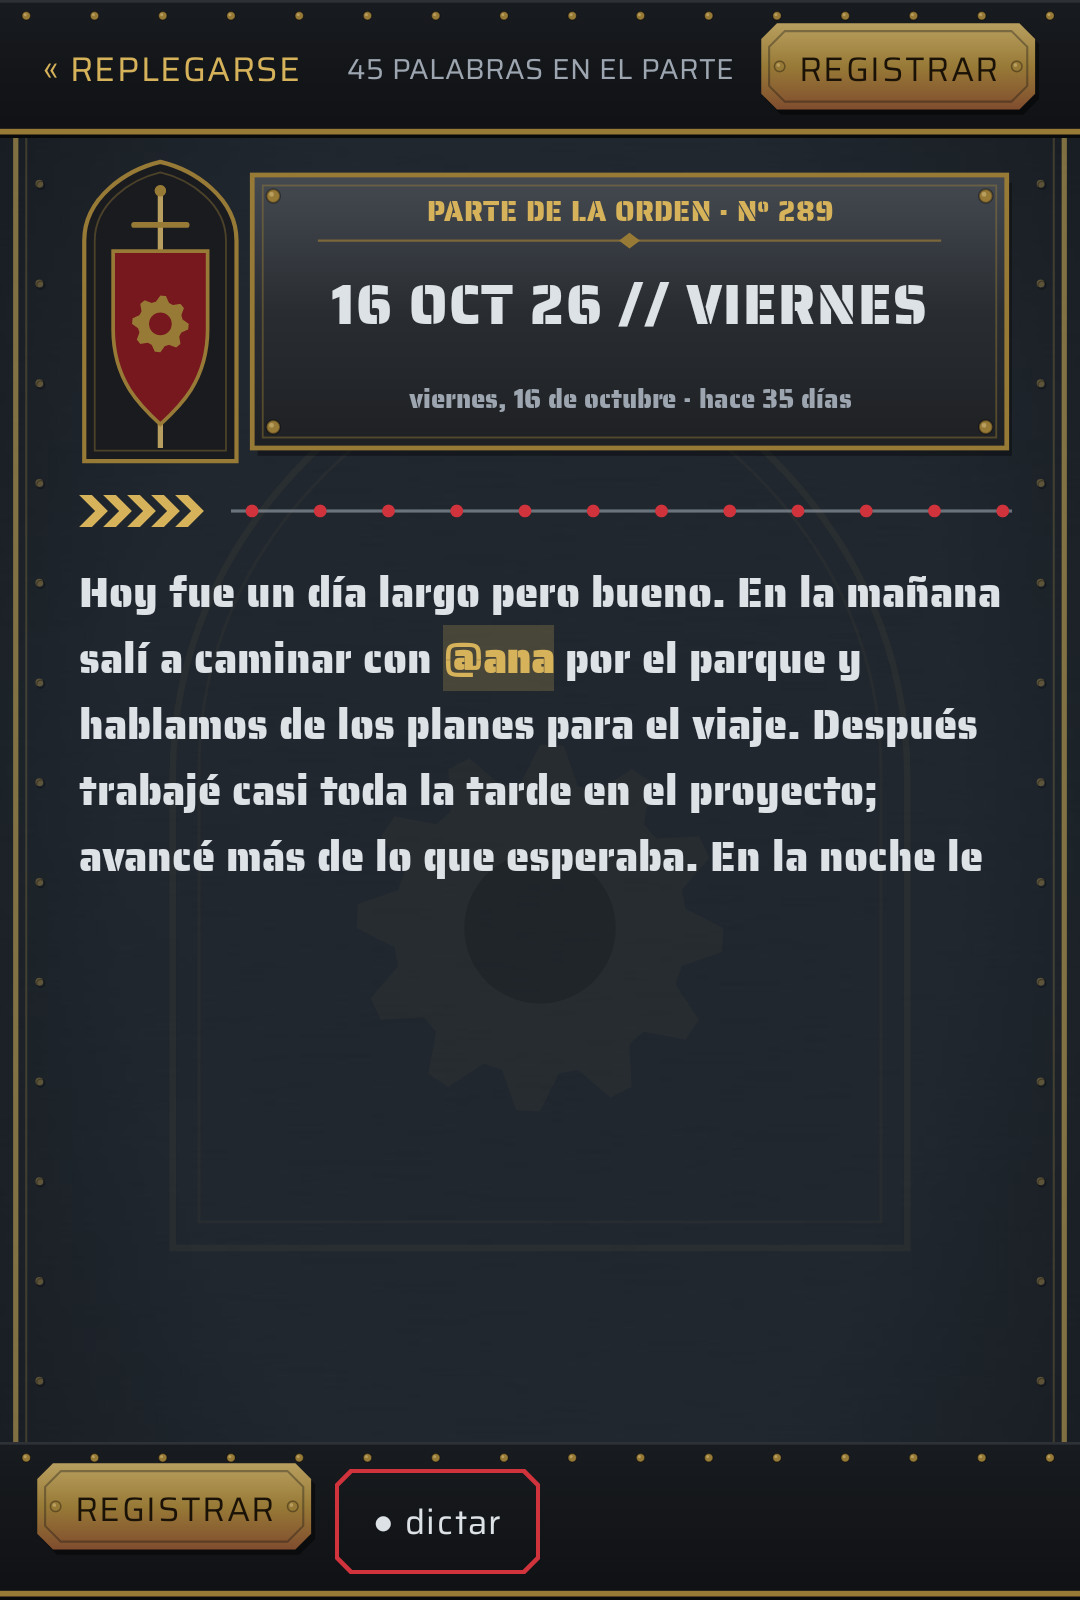 « REPLEGARSE
45 PALABRAS EN EL PARTE
REGISTRAR
PARTE DE LA ORDEN · Nº 289
16 OCT 26 // VIERNES
viernes, 16 de octubre · hace 35 días
Hoy fue un día largo pero bueno. En la mañana
salí a caminar con @ana por el parque y
hablamos de los planes para el viaje. Después
trabajé casi toda la tarde en el proyecto;
avancé más de lo que esperaba. En la noche le
REGISTRAR
● dictar